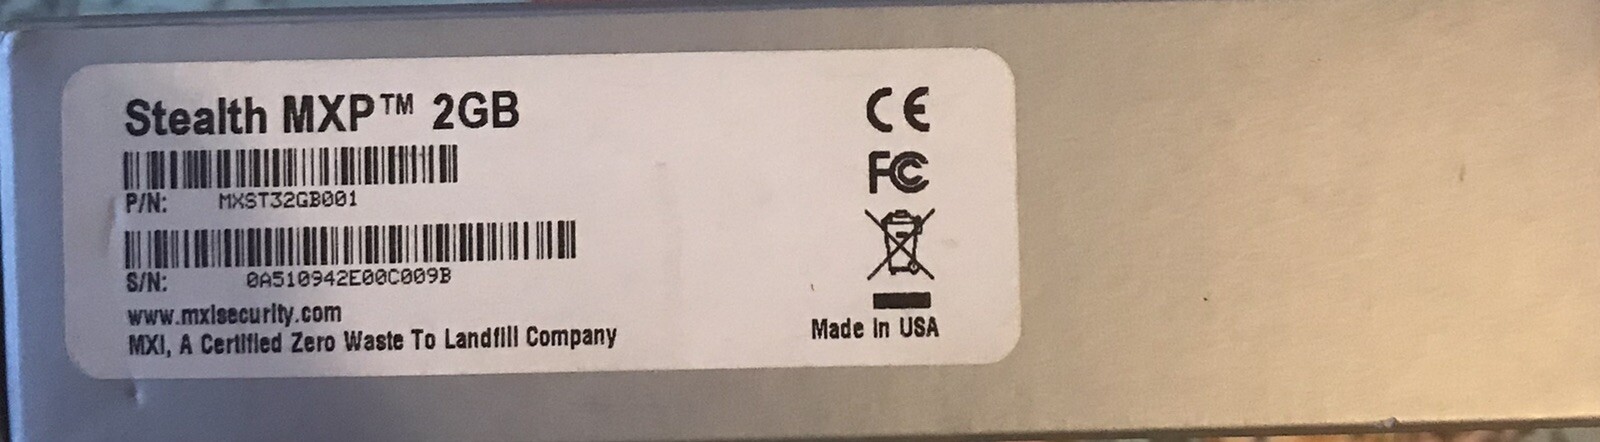 Stealth MXP™ 2GB
P/N: MXST32GB001
S/N: 0A510942E00C009B
www.mxisecurity.com
MXI, A Certified Zero Waste To Landfill Company
CE
FC
Made in USA